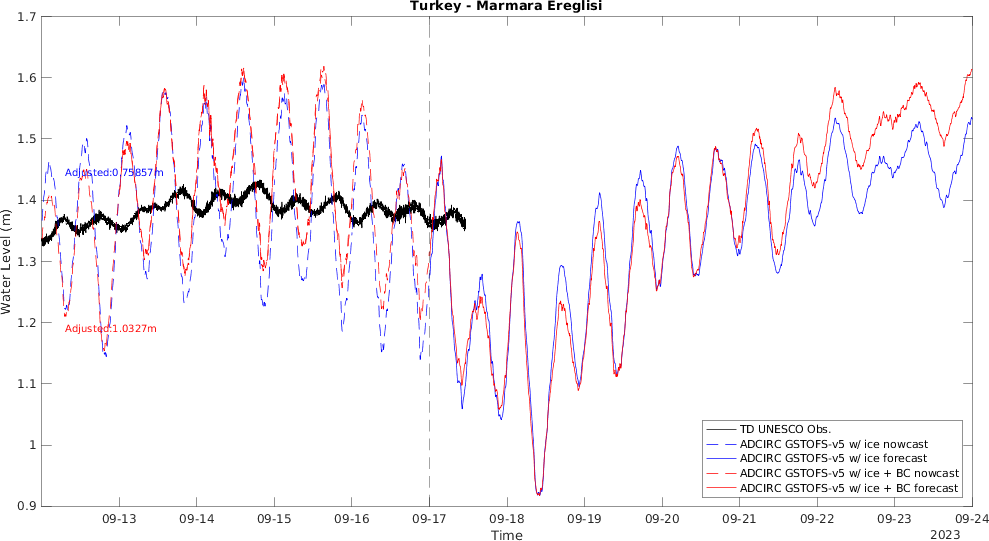 Turkey - Marmara Ereglisi
1.7
1.6
1.5
1.4
1.3
1.2
1.1
1
0.9
Water Level (m)
Adjusted:0.75857m
Adjusted:1.0327m
TD UNESCO Obs.
ADCIRC GSTOFS-v5 w/ ice nowcast
ADCIRC GSTOFS-v5 w/ ice forecast
ADCIRC GSTOFS-v5 w/ ice + BC nowcast
ADCIRC GSTOFS-v5 w/ ice + BC forecast
09-13 09-14 09-15 09-16 09-17 09-18 09-19 09-20 09-21 09-22 09-23 09-24
Time
2023